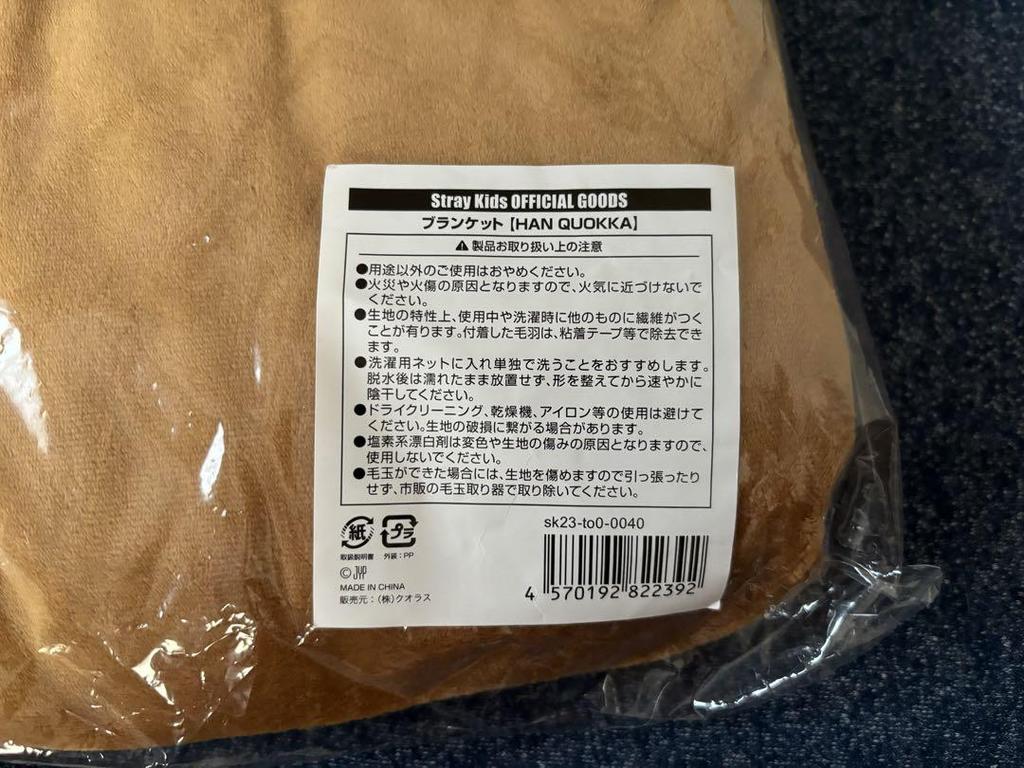 Stray Kids OFFICIAL GOODS
ブランケット【HAN QUOKKA】
⚠製品お取り扱い上の注意
●用途以外のご使用はおやめください。
●火災や火傷の原因となりますので、火気に近づけないで
ください。
●生地の特性上、使用中や洗濯時に他のものに繊維がつく
ことが有ります。付着した毛羽は、粘着テープ等で除去でき
ます。
●洗濯用ネットに入れ単独で洗うことをおすすめします。
脱水後は濡れたまま放置せず、形を整えてから速やかに
陰干してください。
●ドライクリーニング、乾燥機、アイロン等の使用は避けて
ください。生地の破損に繋がる場合があります。
●塩素系漂白剤は変色や生地の傷みの原因となりますので、
使用しないでください。
●毛玉ができた場合には、生地を傷めますので引っ張ったり
せず、市販の毛玉取り器で取り除いてください。
紙 プラ
取扱説明書 外装:PP
© JYP
MADE IN CHINA
販売元:(株)クオラス
sk23-to0-0040
4 570192 822392